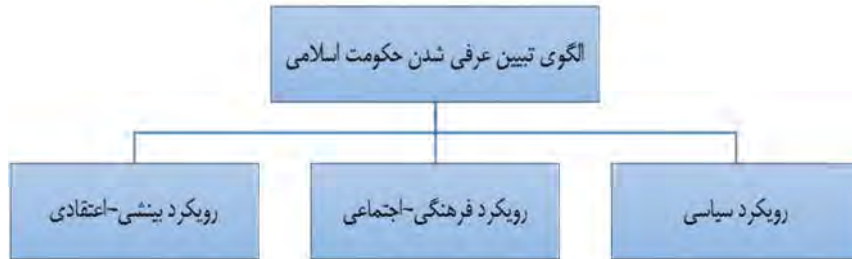 الگوی تبیین عرفی شدن حکومت اسلامی
رویکرد سیاسی
رویکرد فرهنگی-اجتماعی
رویکرد بینشی-اعتقادی